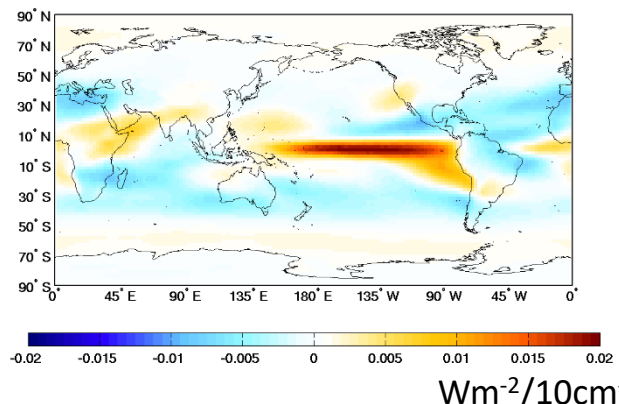 90° N
70° N
50° N
30° N
10° N
10° S
30° S
50° S
70° S
90° S
0° 45° E 90° E 135° E 180° E 135° W 90° W 45° W 0°
-0.02 -0.015 -0.01 -0.005 0 0.005 0.01 0.015 0.02
Wm⁻²/10cm⁻